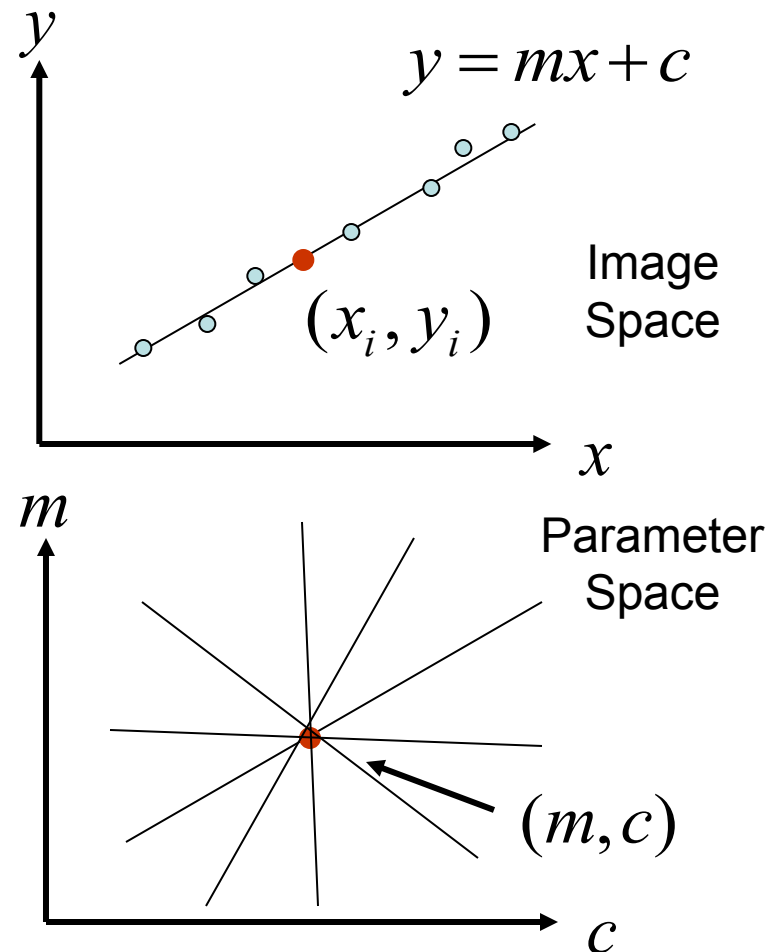 y
y = mx + c
Image
Space
(x_i, y_i)
x
m
Parameter
Space
(m, c)
c